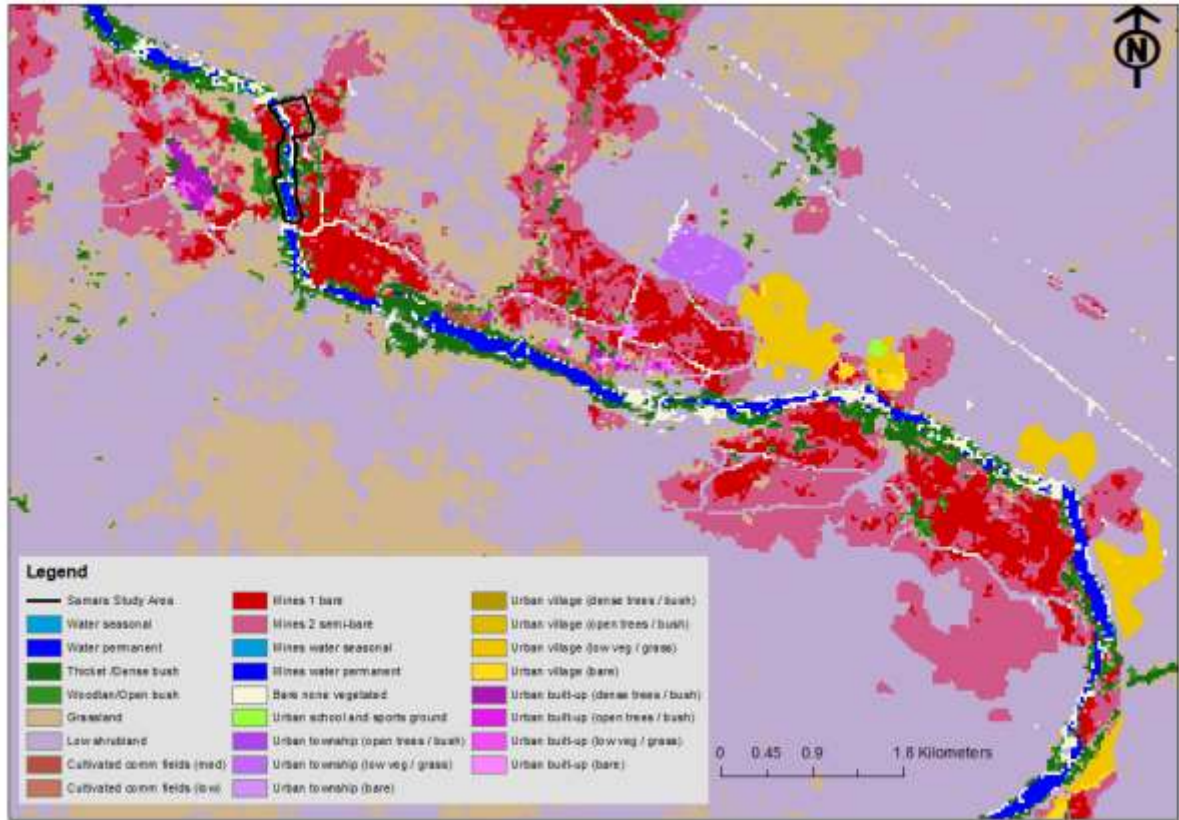 N
Legend
Samara Study Area
Water seasonal
Water permanent
Thicket /Dense bush
Woodlan/Open bush
Grassland
Low shrubland
Cultivated comm fields (med)
Cultivated comm fields (low)
Mines 1 bare
Mines 2 semi-bare
Mines water seasonal
Mines water permanent
Bare none vegetated
Urban school and sports ground
Urban township (open trees / bush)
Urban township (low veg / grass)
Urban township (bare)
Urban village (dense trees / bush)
Urban village (open trees / bush)
Urban village (low veg / grass)
Urban village (bare)
Urban built-up (dense trees / bush)
Urban built-up (open trees / bush)
Urban built-up (low veg / grass)
Urban built-up (bare)
0 0.45 0.9 1.8 Kilometers